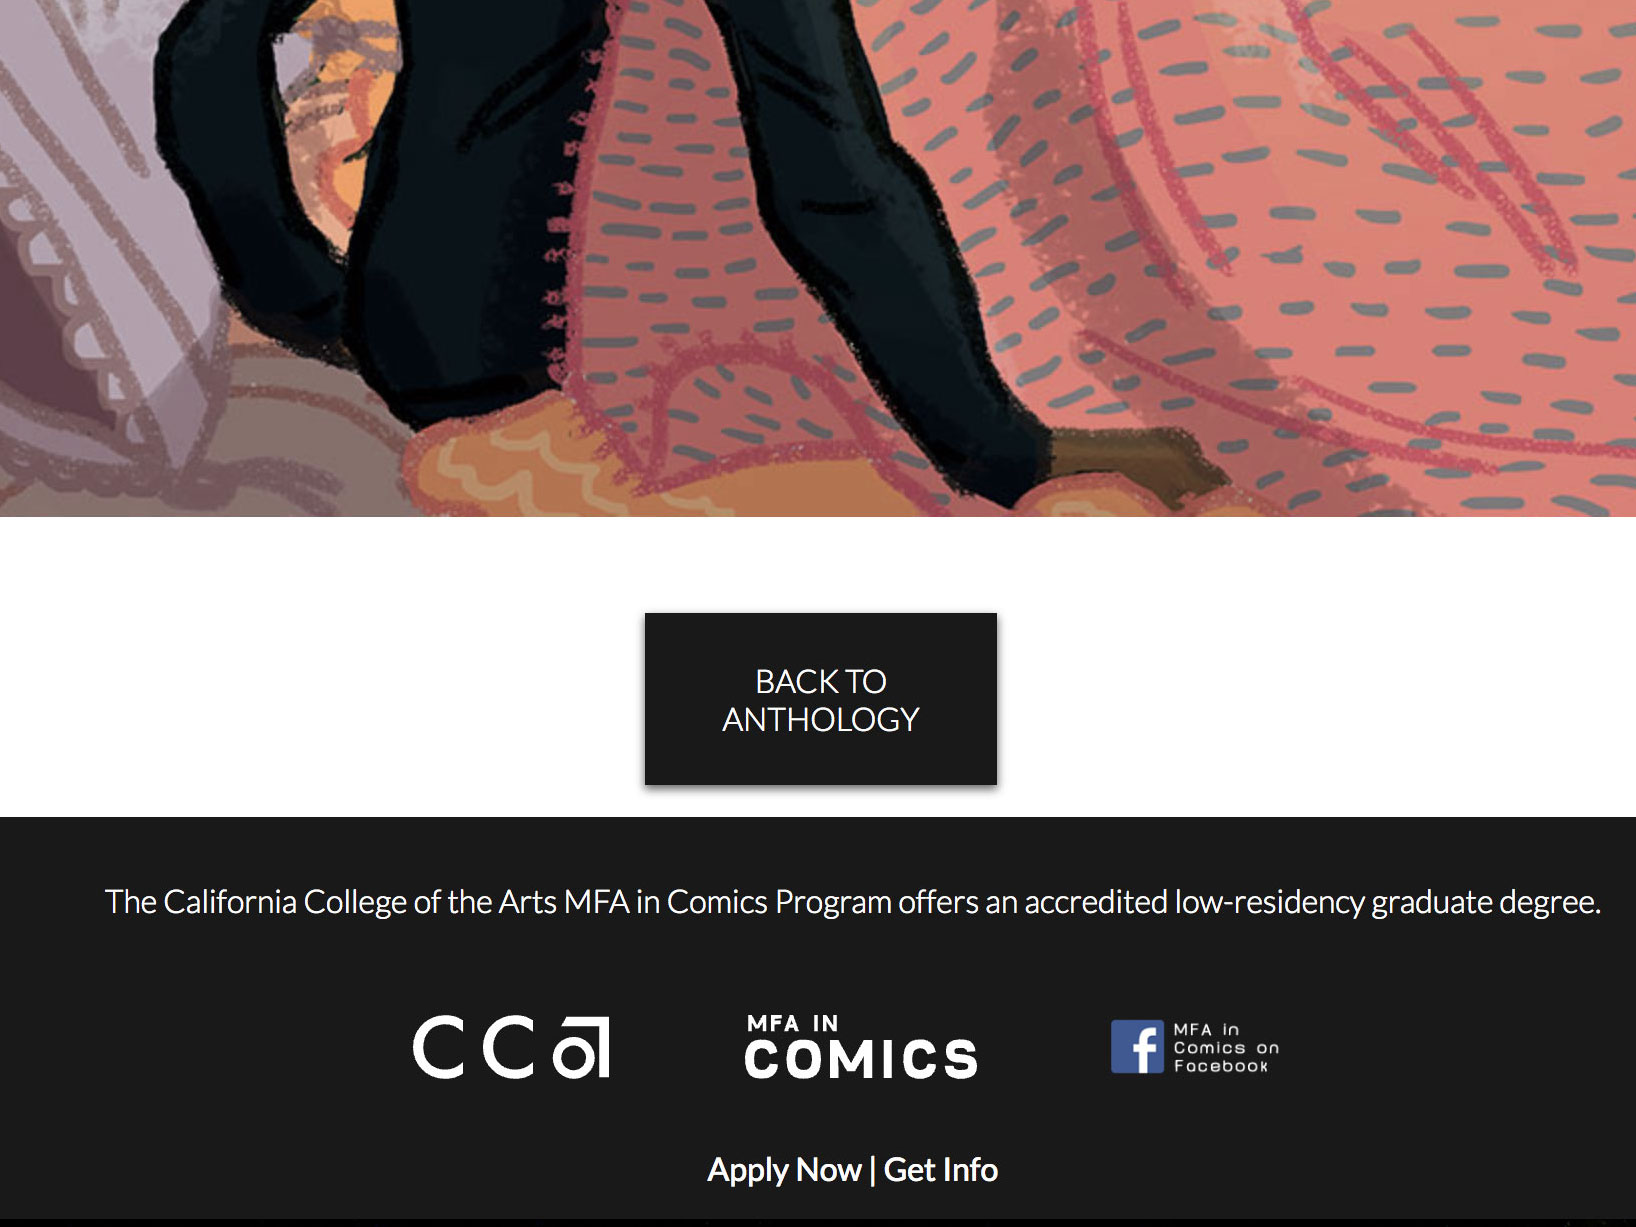 BACK TO
ANTHOLOGY
The California College of the Arts MFA in Comics Program offers an accredited low-residency graduate degree.
CCa
MFA IN
COMICS
MFA in
Comics on
Facebook
Apply Now | Get Info